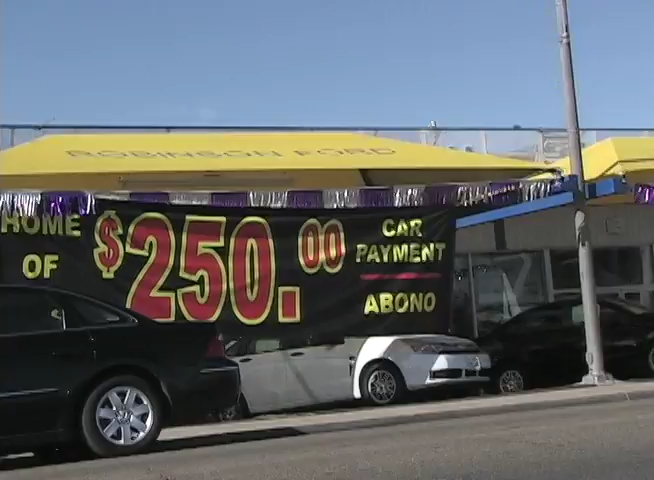 ROBINSON FORD
HOME OF
$250.00
CAR PAYMENT
ABONO